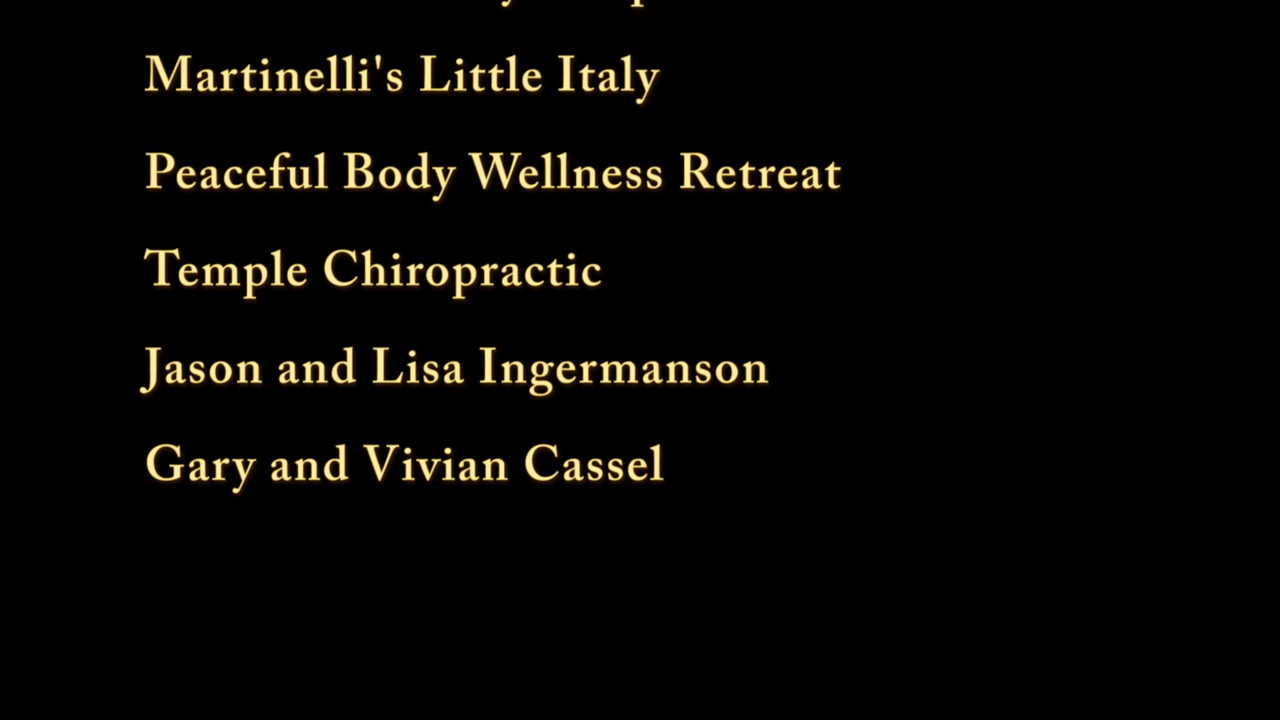 Martinelli's Little Italy
Peaceful Body Wellness Retreat
Temple Chiropractic
Jason and Lisa Ingermanson
Gary and Vivian Cassel